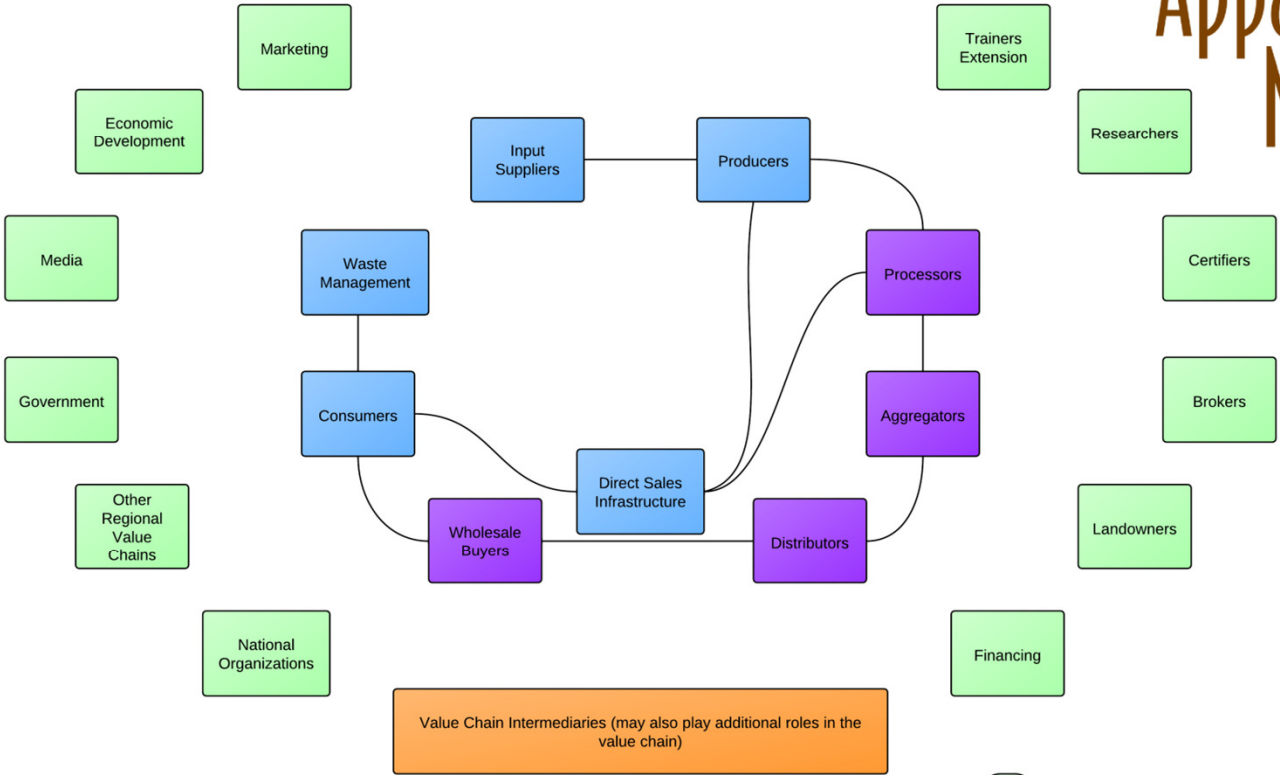 Marketing
Trainers
Extension
Economic
Development
Researchers
Input
Suppliers
Producers
Media
Waste
Management
Processors
Certifiers
Government
Consumers
Aggregators
Brokers
Other
Regional
Value
Chains
Direct Sales
Infrastructure
Wholesale
Buyers
Distributors
Landowners
National
Organizations
Financing
Value Chain Intermediaries (may also play additional roles in the
value chain)